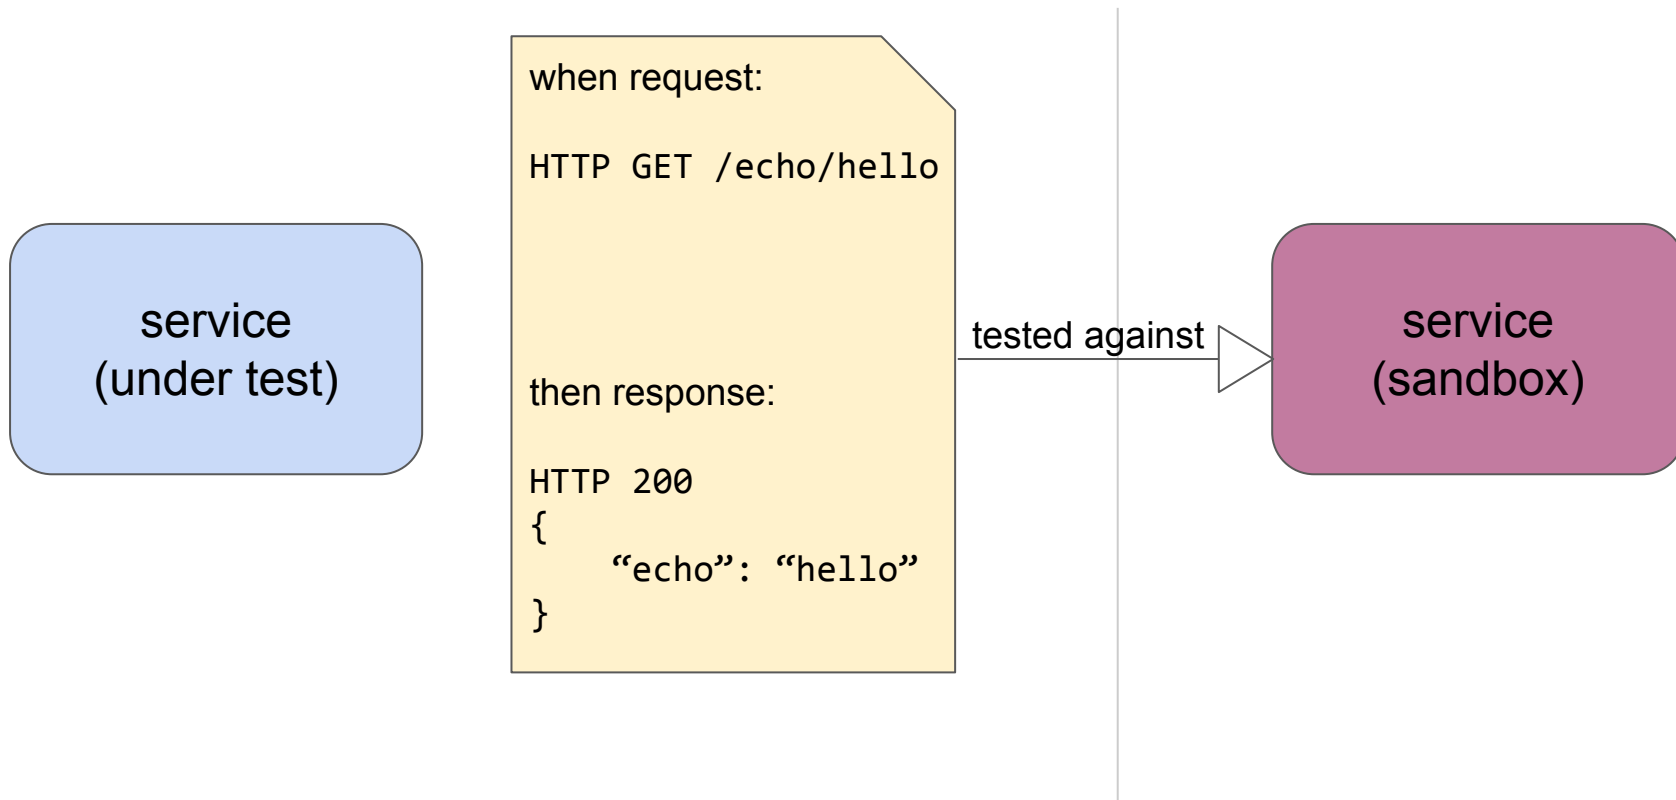 service
(under test)
when request:
HTTP GET /echo/hello
then response:
HTTP 200
{
“echo”: “hello”
}
tested against
service
(sandbox)